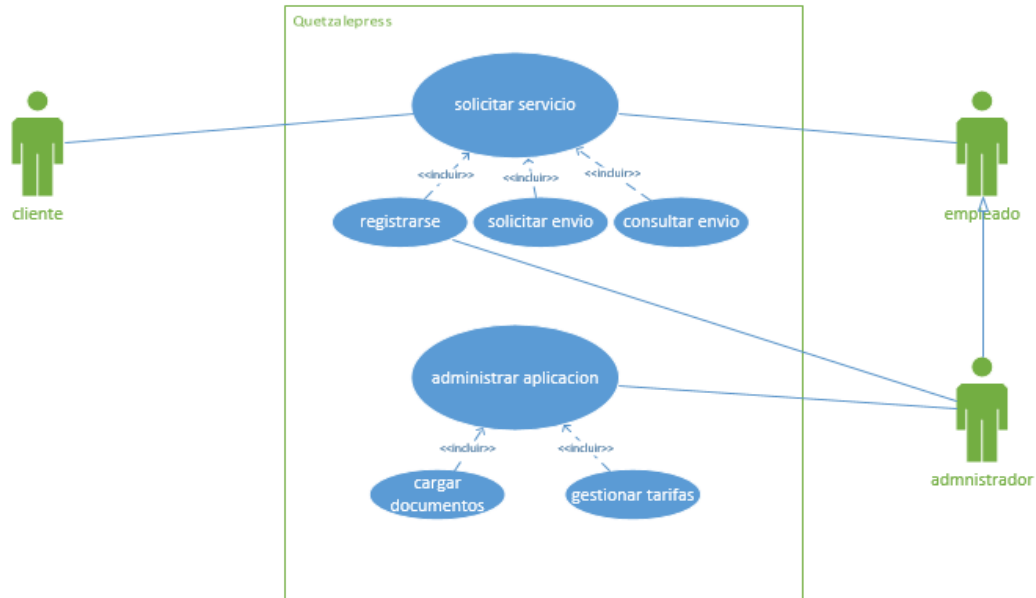 Quetzalepress
solicitar servicio
cliente
empleado
<<incluir>>
<<incluir>>
<<incluir>>
registrarse
solicitar envio
consultar envio
administrar aplicacion
<<incluir>>
<<incluir>>
cargar
documentos
gestionar tarifas
admnistrador